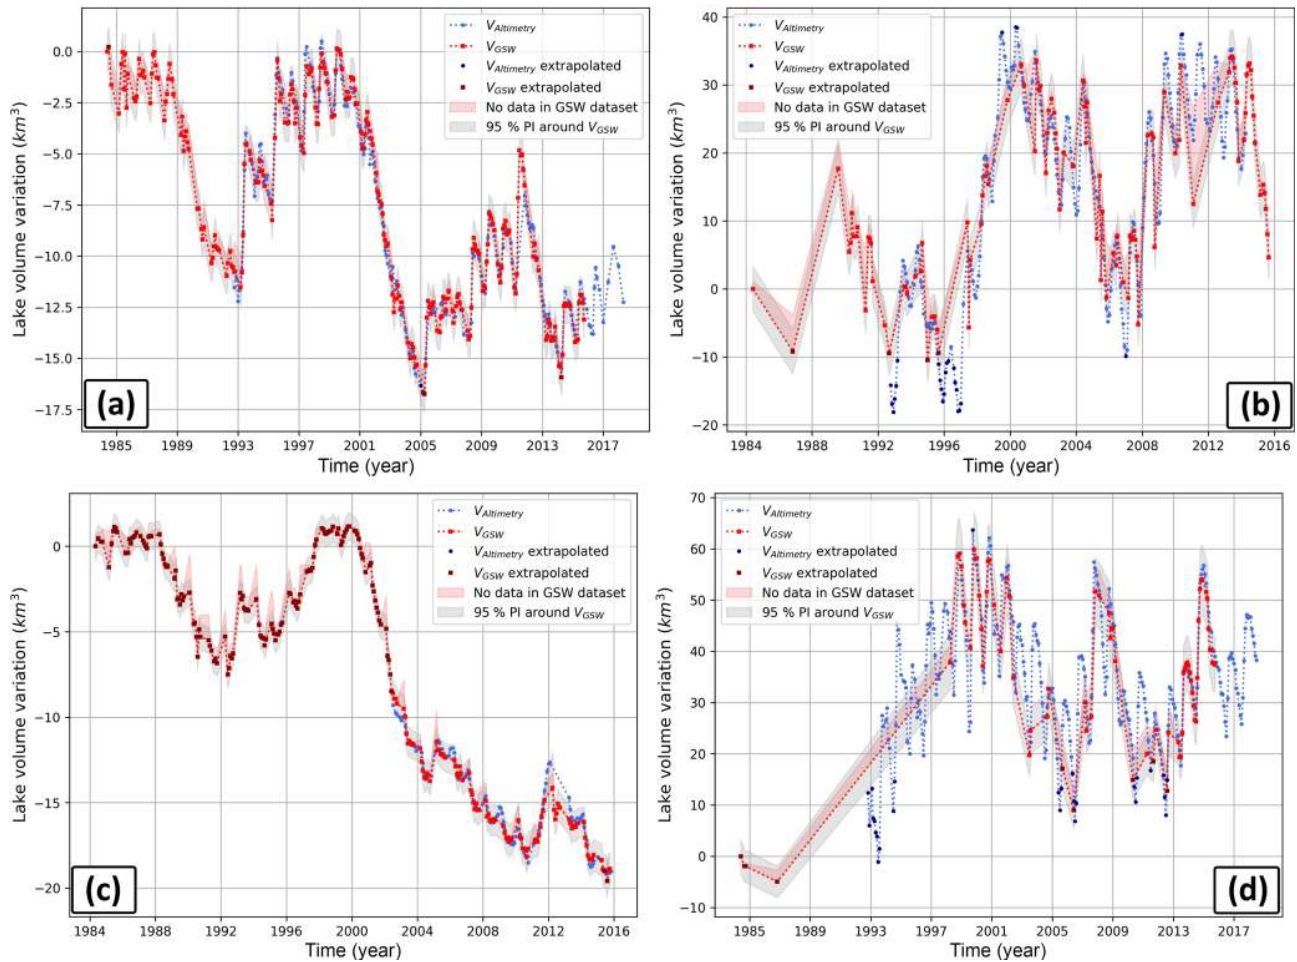 Lake volume variation (km³)
0.0
−2.5
−5.0
−7.5
−10.0
−12.5
−15.0
−17.5
V_Altimetry
V_GSW
V_Altimetry extrapolated
V_GSW extrapolated
No data in GSW dataset
95 % PI around V_GSW
(a)
1985 1989 1993 1997 2001 2005 2009 2013 2017
Time (year)
Lake volume variation (km³)
40
30
20
10
0
−10
−20
V_Altimetry
V_GSW
V_Altimetry extrapolated
V_GSW extrapolated
No data in GSW dataset
95 % PI around V_GSW
(b)
1984 1988 1992 1996 2000 2004 2008 2012 2016
Time (year)
Lake volume variation (km³)
0
−5
−10
−15
−20
V_Altimetry
V_GSW
V_Altimetry extrapolated
V_GSW extrapolated
No data in GSW dataset
95 % PI around V_GSW
(c)
1984 1988 1992 1996 2000 2004 2008 2012 2016
Time (year)
Lake volume variation (km³)
70
60
50
40
30
20
10
0
−10
V_Altimetry
V_GSW
V_Altimetry extrapolated
V_GSW extrapolated
No data in GSW dataset
95 % PI around V_GSW
(d)
1985 1989 1993 1997 2001 2005 2009 2013 2017
Time (year)